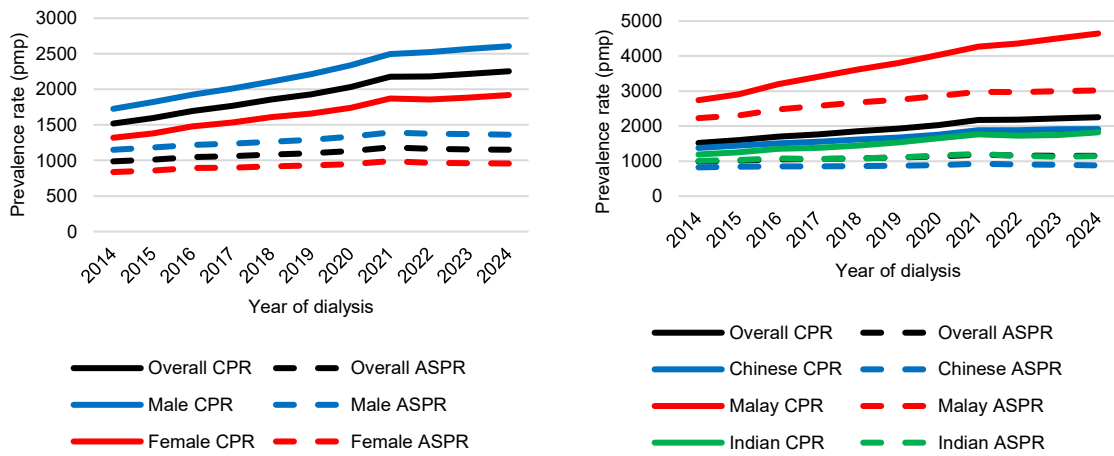 Prevalence rate (pmp)
3000
2500
2000
1500
1000
500
0
2014 2015 2016 2017 2018 2019 2020 2021 2022 2023 2024
Year of dialysis
Overall CPR Overall ASPR
Male CPR Male ASPR
Female CPR Female ASPR
Prevalence rate (pmp)
5000
4000
3000
2000
1000
0
2014 2015 2016 2017 2018 2019 2020 2021 2022 2023 2024
Year of dialysis
Overall CPR Overall ASPR
Chinese CPR Chinese ASPR
Malay CPR Malay ASPR
Indian CPR Indian ASPR